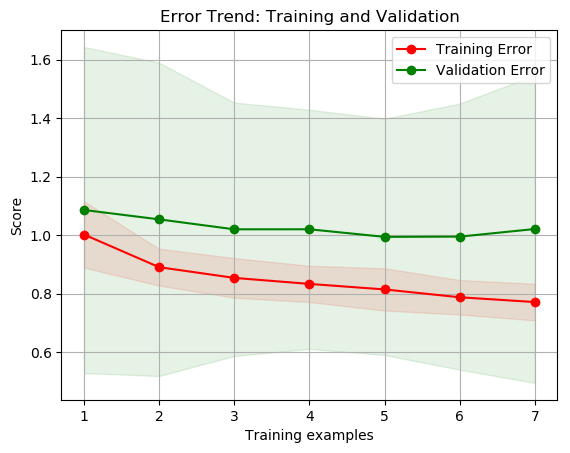 Error Trend: Training and Validation
Training Error
Validation Error
Score
1.6
1.4
1.2
1.0
0.8
0.6
1 2 3 4 5 6 7
Training examples